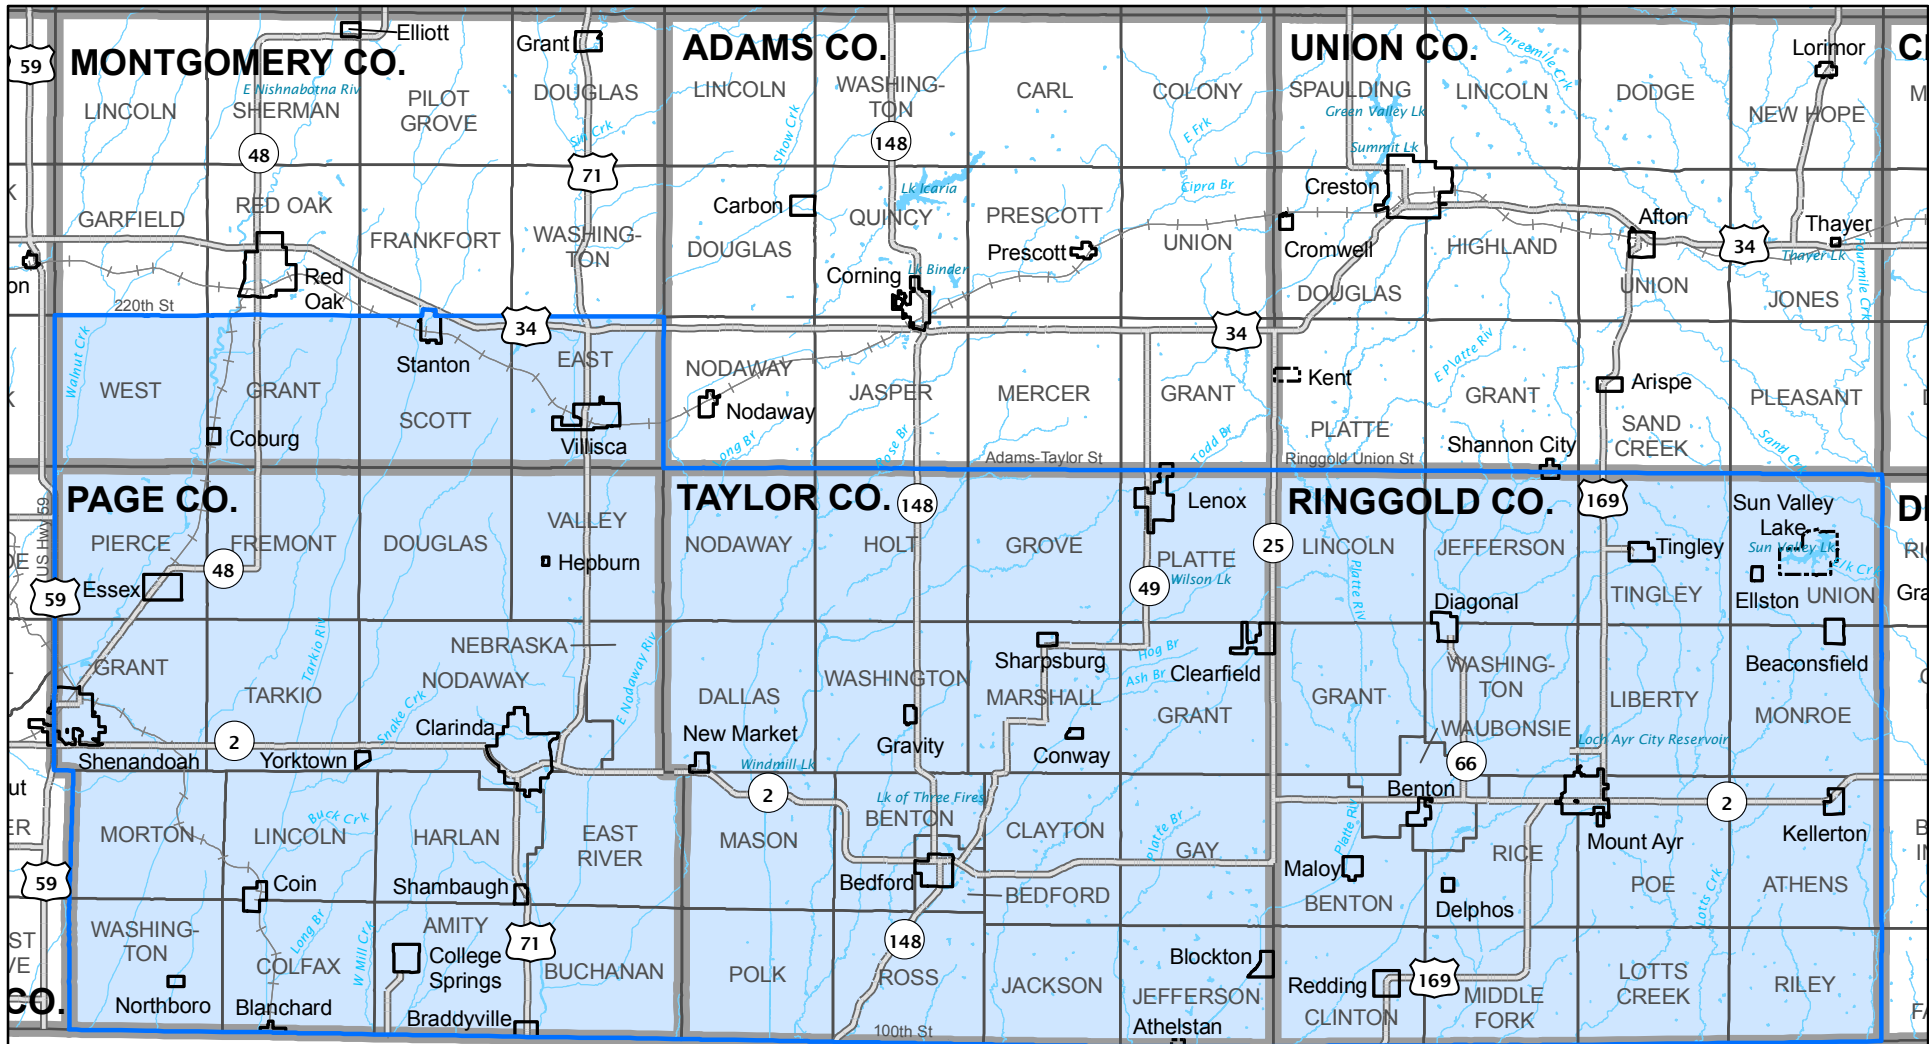 59
MONTGOMERY CO.
Elliott
Grant
ADAMS CO.
UNION CO.
Threemile Crk
Lorimor
LINCOLN
E Nishnabotna Riv
SHERMAN
PILOT
GROVE
DOUGLAS
LINCOLN
WASHING-
TON
CARL
COLONY
SPAULDING
Green Valley Lk
LINCOLN
DODGE
NEW HOPE
48
71
148
Show Crk
E Frk
Summit Lk
GARFIELD
RED OAK
FRANKFORT
WASHING-
TON
Carbon
DOUGLAS
Lk Icaria
QUINCY
PRESCOTT
Prescott
Cipra Br
UNION
Creston
Cromwell
HIGHLAND
Afton
34
Thayer
Thayer Lk
Red
Oak
220th St
Corning
Lk Binder
DOUGLAS
UNION
JONES
34
34
Stanton
EAST
Walnut Crk
WEST
GRANT
SCOTT
Coburg
Villisca
NODAWAY
Nodaway
JASPER
MERCER
GRANT
Kent
E Platte Riv
GRANT
Arispe
PLEASANT
PLATTE
Shannon City
SAND
CREEK
Sand Crk
Rose Br
Todd Br
Adams-Taylor St
Ringgold Union St
PAGE CO.
TAYLOR CO.
148
Lenox
RINGGOLD CO.
169
Sun Valley
Lake
Sun Valley Lk
US Hwy 59
PIERCE
FREMONT
DOUGLAS
VALLEY
Hepburn
NODAWAY
HOLT
GROVE
PLATTE
Wilson Lk
25
LINCOLN
JEFFERSON
Tingley
TINGLEY
Ellston
UNION
59
Essex
48
49
Platte Riv
Diagonal
Beaconsfield
GRANT
TARKIO
Tarkio Riv
NEBRASKA
NODAWAY
E Nodaway Riv
Snake Crk
DALLAS
WASHINGTON
Sharpsburg
MARSHALL
Hog Br
Ash Br
Clearfield
GRANT
GRANT
WASHING-
TON
WAUBONSIE
LIBERTY
MONROE
Shenandoah
2
Yorktown
Clarinda
New Market
Windmill Lk
Gravity
Conway
66
Loch Ayr City Reservoir
MORTON
LINCOLN
Buck Crk
HARLAN
EAST
RIVER
2
MASON
Lk of Three Fires
BENTON
CLAYTON
Platte Br
GAY
Platte Riv
Benton
RICE
Mount Ayr
2
Kellerton
59
Coin
Shambaugh
Bedford
BEDFORD
Maloy
BENTON
Delphos
POE
Lotts Crk
ATHENS
WASHING-
TON
Northboro
COLFAX
Long Br
W Mill Crk
AMITY
College
Springs
71
BUCHANAN
POLK
148
ROSS
JACKSON
Blockton
JEFFERSON
Redding
CLINTON
169
MIDDLE
FORK
LOTTS
CREEK
RILEY
CO.
Blanchard
Braddyville
100th St
Athelstan